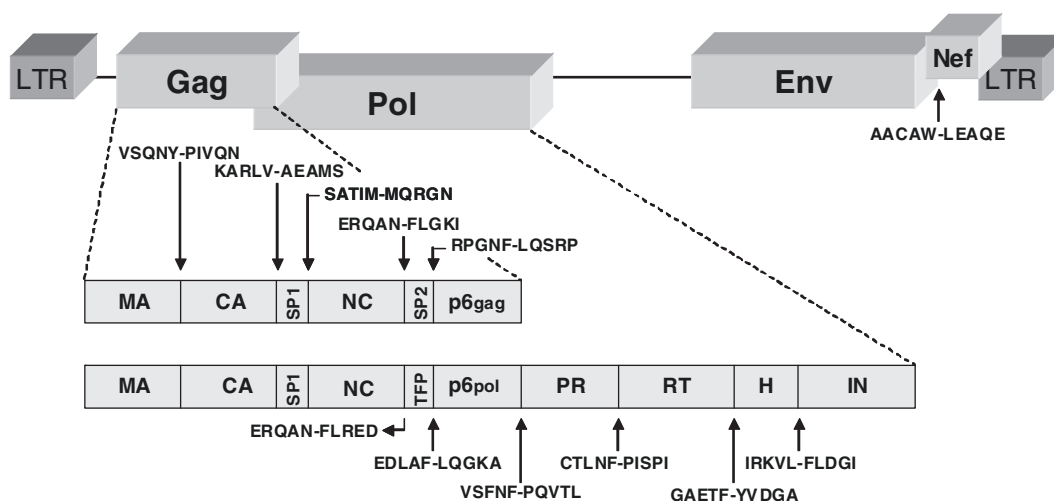 LTR
Gag
Pol
Env
Nef
LTR
AACAW-LEAQE
VSQNY-PIVQN
KARLV-AEAMS
SATIM-MQRGN
ERQAN-FLGKI
RPGNF-LQSRP
MA CA SP1 NC SP2 p6gag
MA CA SP1 NC TFP p6pol PR RT H IN
ERQAN-FLRED
EDLAF-LQGKA
CTLNF-PISPI
IRKVL-FLDGI
VSFNF-PQVTL
GAETF-YVDGA